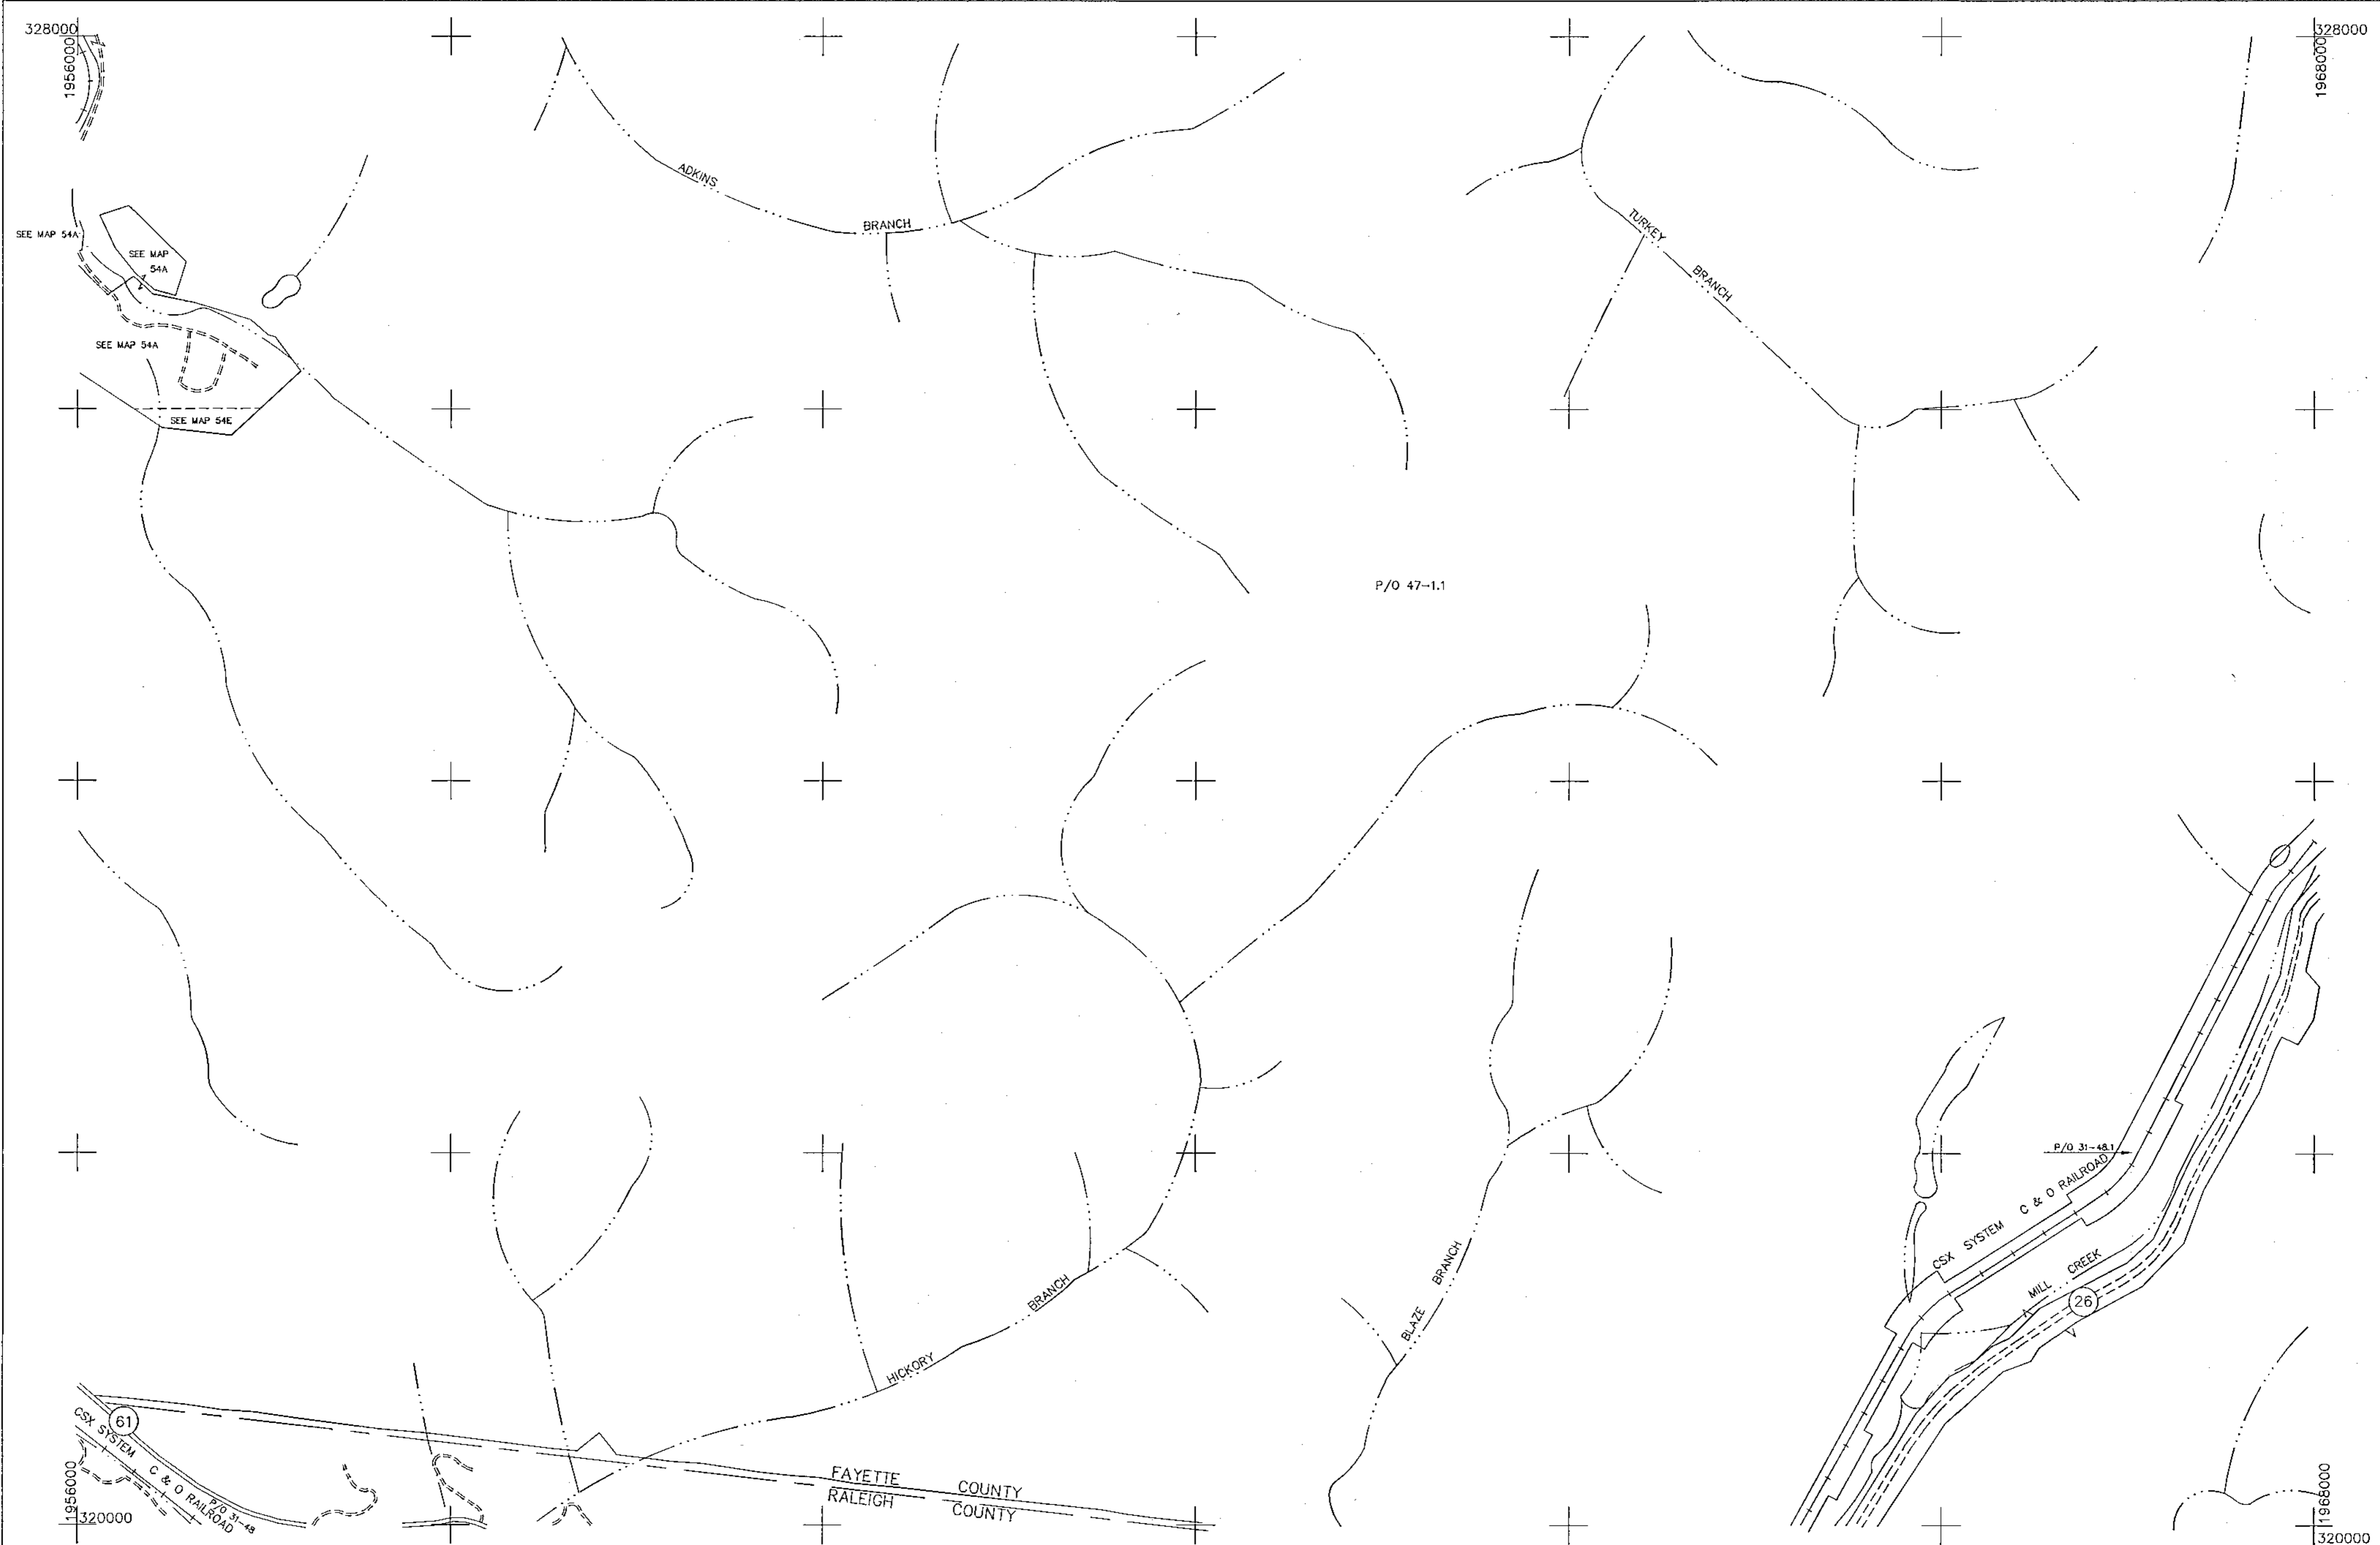 328000
1956000
328000
1968000
ADKINS
BRANCH
TURKEY
BRANCH
SEE MAP 54A
SEE MAP
54A
SEE MAP 54A
SEE MAP 54E
P/O 47-1.1
P/O 31-48.1
CSX SYSTEM C & O RAILROAD
MILL CREEK
26
BLAZE BRANCH
HICKORY BRANCH
61
CSX SYSTEM C & O RAILROAD
P/O 31-48
FAYETTE COUNTY
RALEIGH COUNTY
1956000
320000
1968000
320000